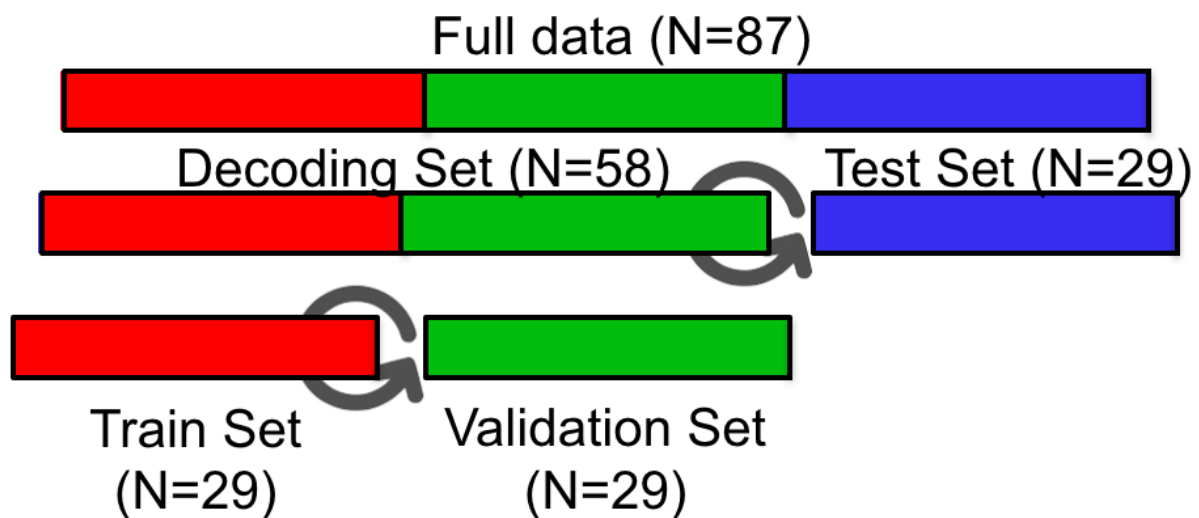 Full data (N=87)
Decoding Set (N=58)
Test Set (N=29)
Train Set
(N=29)
Validation Set
(N=29)